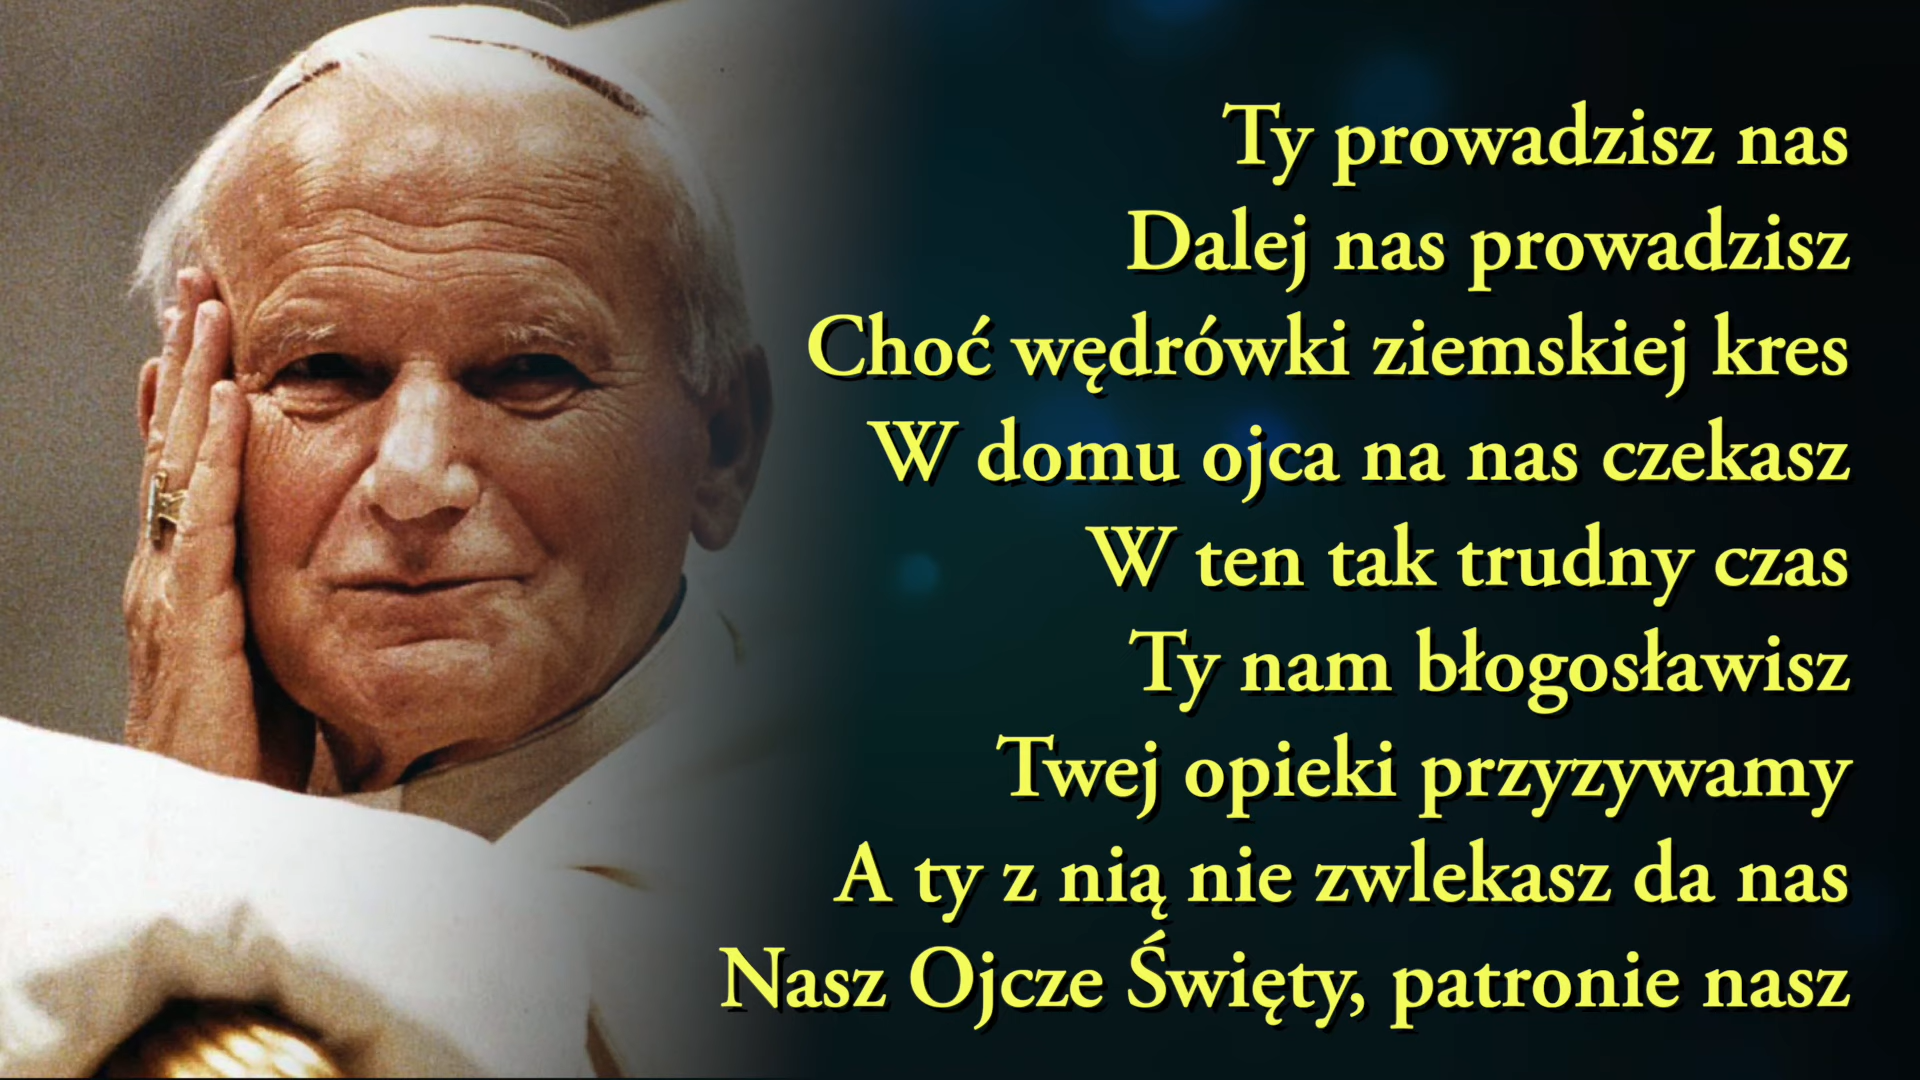 Ty prowadzisz nas
Dalej nas prowadzisz
Choć wędrówki ziemskiej kres
W domu ojca na nas czekasz
W ten tak trudny czas
Ty nam błogosławisz
Twej opieki przyzywamy
A ty z nią nie zwlekasz da nas
Nasz Ojcze Święty, patronie nasz